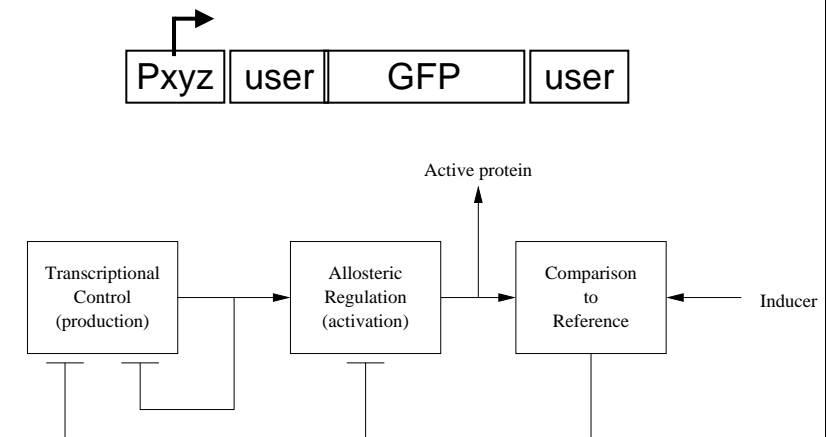 Pxyz user GFP user
Active protein
Transcriptional
Control
(production)
Allosteric
Regulation
(activation)
Comparison
to
Reference
Inducer